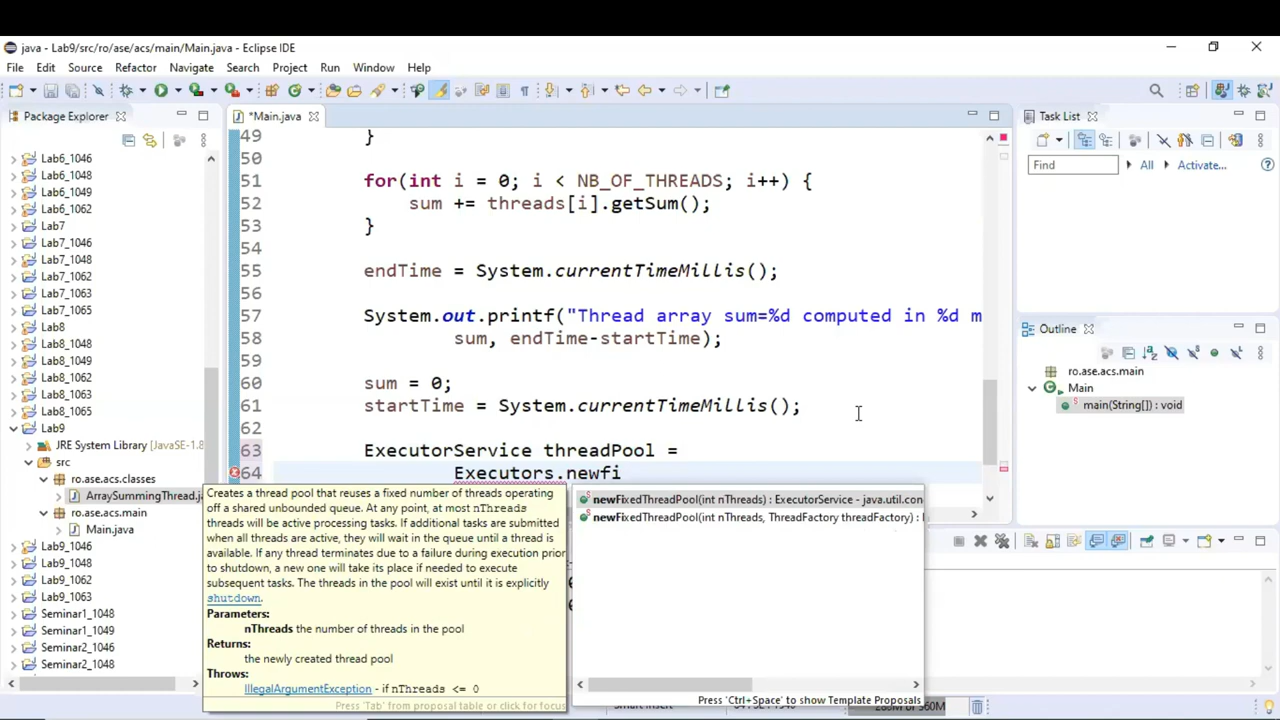 java - Lab9/src/ro/ase/acs/main/Main.java - Eclipse IDE
File Edit Source Refactor Navigate Search Project Run Window Help
Package Explorer
*Main.java
Task List
Find All Activate...
Lab6_1046
Lab6_1048
Lab6_1049
Lab6_1062
Lab7
Lab7_1046
Lab7_1048
Lab7_1062
Lab7_1063
Lab7_1065
Lab8
Lab8_1048
Lab8_1049
Lab8_1062
Lab8_1063
Lab8_1065
Lab9
JRE System Library [JavaSE-1.8
src
ro.ase.acs.classes
ArraySummingThread.j
ro.ase.acs.main
Main.java
Lab9_1046
Lab9_1048
Lab9_1062
Lab9_1063
Seminar1_1048
Seminar1_1049
Seminar2_1046
Seminar2_1048
49 }
50
51 for(int i = 0; i < NB_OF_THREADS; i++) {
52 sum += threads[i].getSum();
53 }
54
55 endTime = System.currentTimeMillis();
56
57 System.out.printf("Thread array sum=%d computed in %d m
58 sum, endTime-startTime);
59
60 sum = 0;
61 startTime = System.currentTimeMillis();
62
63 ExecutorService threadPool =
64 Executors.newfi
Outline
ro.ase.acs.main
Main
main(String[]) : void
Creates a thread pool that reuses a fixed number of threads operating
off a shared unbounded queue. At any point, at most nThreads
threads will be active processing tasks. If additional tasks are submitted
when all threads are active, they will wait in the queue until a thread is
available. If any thread terminates due to a failure during execution prior
to shutdown, a new one will take its place if needed to execute
subsequent tasks. The threads in the pool will exist until it is explicitly
shutdown.
Parameters:
nThreads the number of threads in the pool
Returns:
the newly created thread pool
Throws:
IllegalArgumentException - if nThreads <= 0
Press 'Tab' from proposal table or click for focus
newFixedThreadPool(int nThreads) : ExecutorService - java.util.con
newFixedThreadPool(int nThreads, ThreadFactory threadFactory) :
Press 'Ctrl+Space' to show Template Proposals